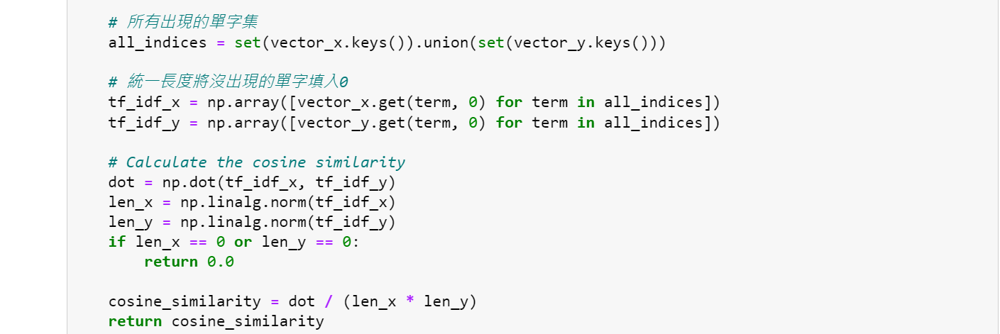 # 所有出現的單字集
all_indices = set(vector_x.keys()).union(set(vector_y.keys()))
# 統一長度將沒出現的單字填入0
tf_idf_x = np.array([vector_x.get(term, 0) for term in all_indices])
tf_idf_y = np.array([vector_y.get(term, 0) for term in all_indices])
# Calculate the cosine similarity
dot = np.dot(tf_idf_x, tf_idf_y)
len_x = np.linalg.norm(tf_idf_x)
len_y = np.linalg.norm(tf_idf_y)
if len_x == 0 or len_y == 0:
    return 0.0
cosine_similarity = dot / (len_x * len_y)
return cosine_similarity